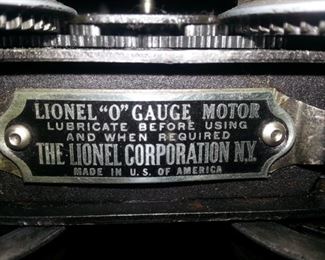 LIONEL "O" GAUGE MOTOR
LUBRICATE BEFORE USING
AND WHEN REQUIRED
THE·LIONEL CORPORATION N.Y.
MADE IN U.S. OF AMERICA